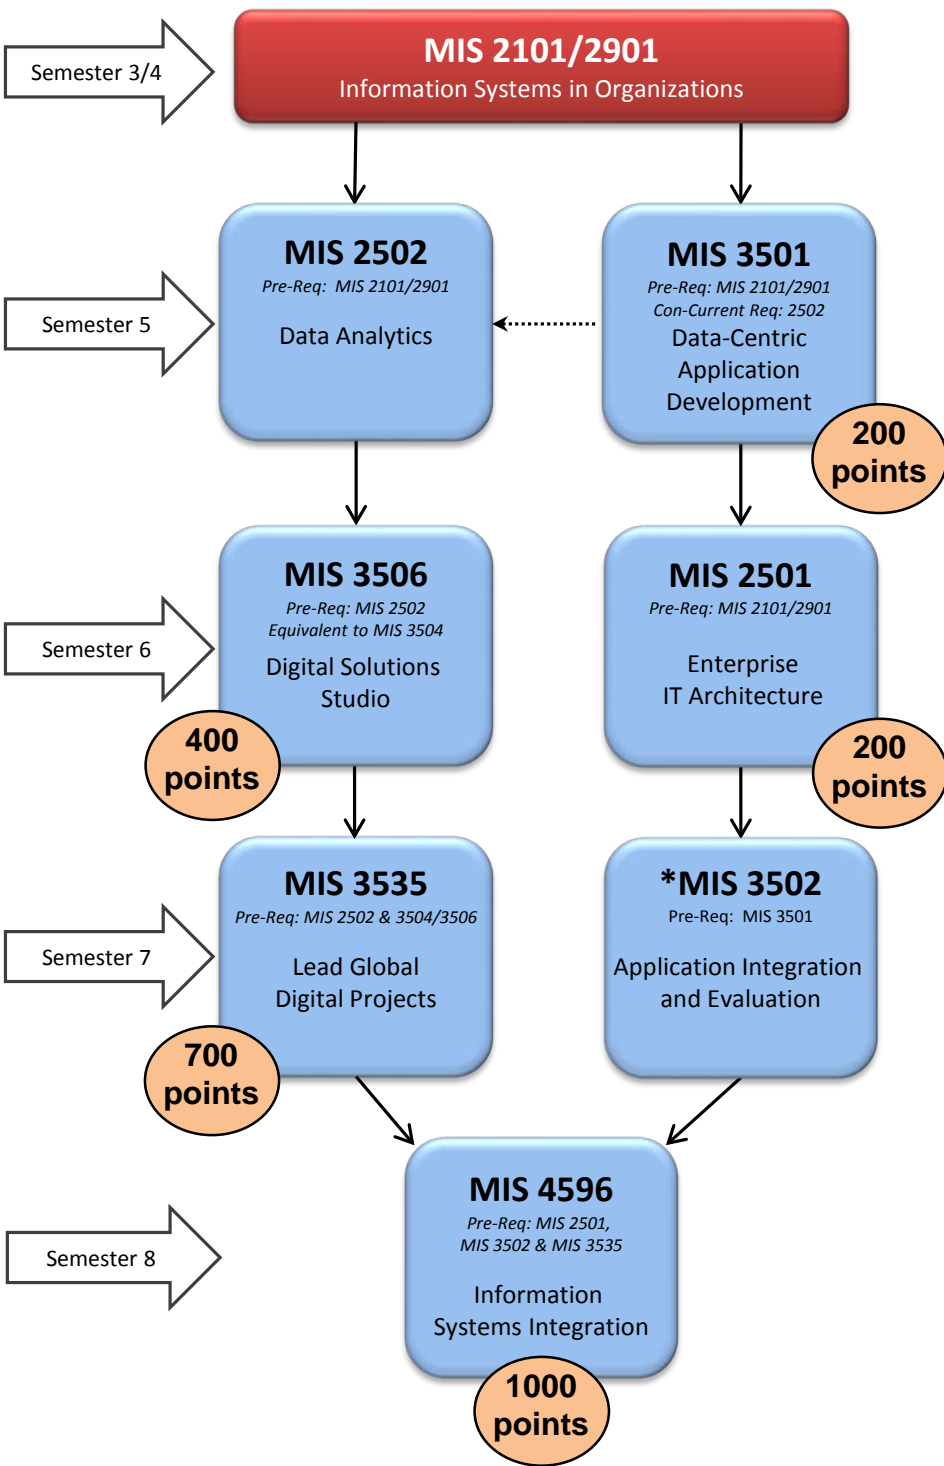 Semester 3/4
MIS 2101/2901
Information Systems in Organizations
Semester 5
MIS 2502
Pre-Req: MIS 2101/2901
Data Analytics
MIS 3501
Pre-Req: MIS 2101/2901
Con-Current Req: 2502
Data-Centric
Application
Development
200
points
Semester 6
MIS 3506
Pre-Req: MIS 2502
Equivalent to MIS 3504
Digital Solutions
Studio
400
points
MIS 2501
Pre-Req: MIS 2101/2901
Enterprise
IT Architecture
200
points
Semester 7
MIS 3535
Pre-Req: MIS 2502 & 3504/3506
Lead Global
Digital Projects
700
points
*MIS 3502
Pre-Req: MIS 3501
Application Integration
and Evaluation
Semester 8
MIS 4596
Pre-Req: MIS 2501,
MIS 3502 & MIS 3535
Information
Systems Integration
1000
points